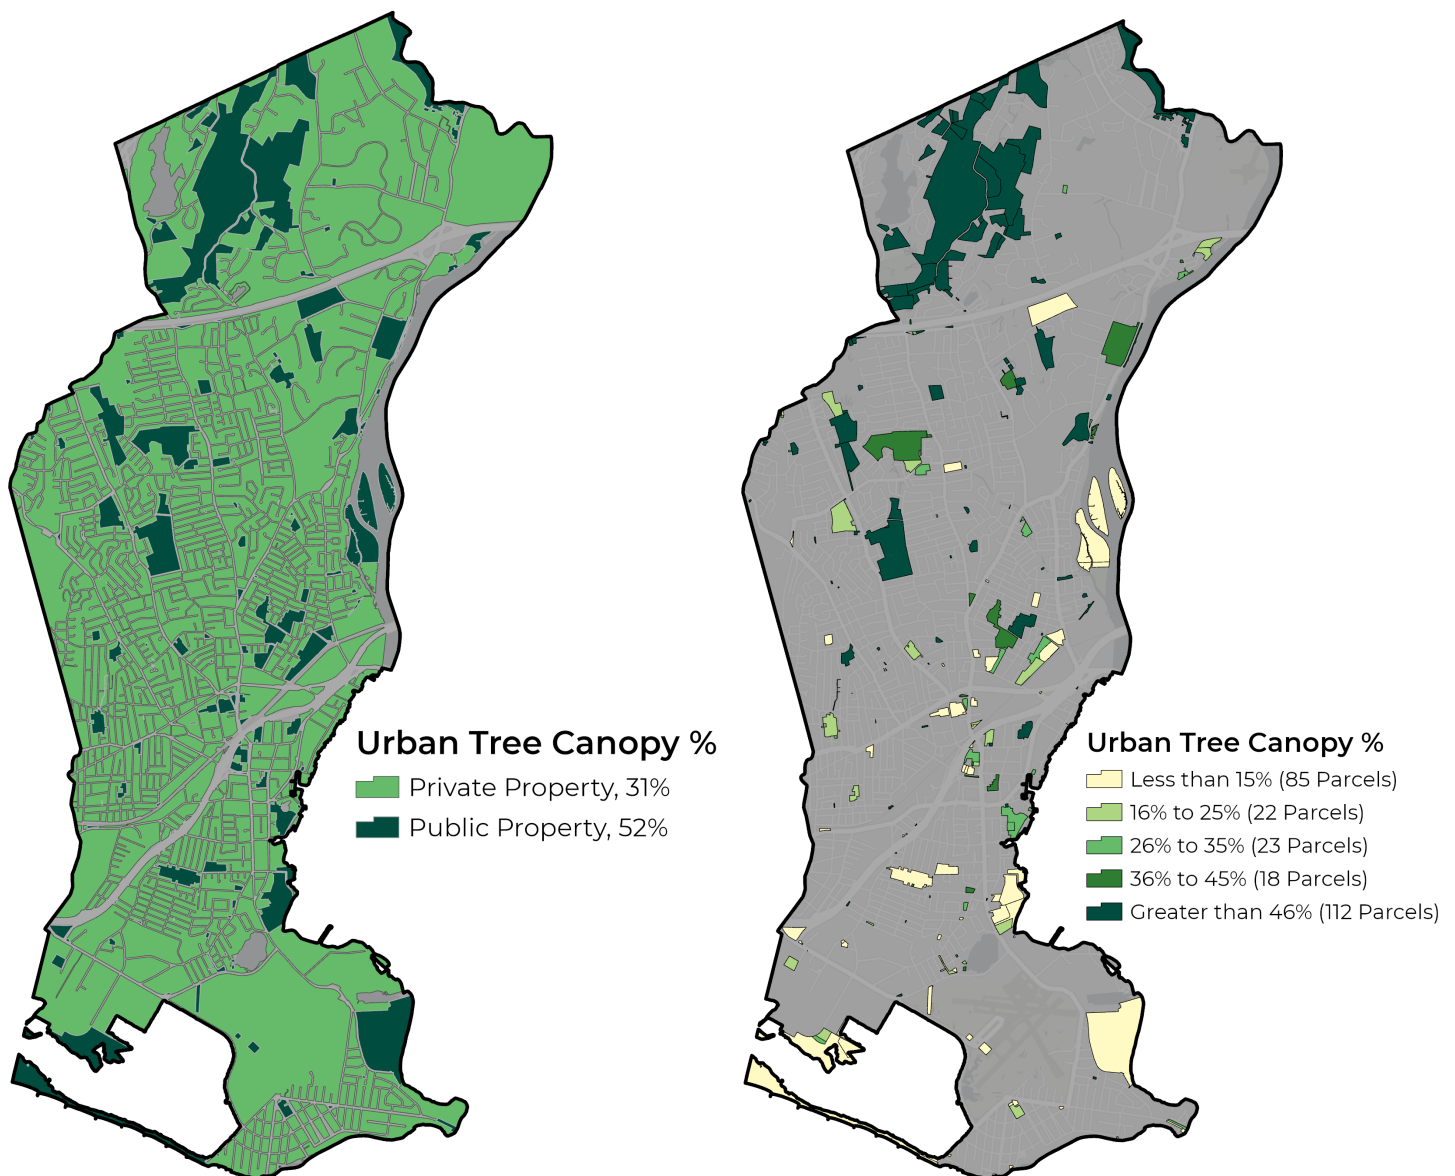 Urban Tree Canopy %
Private Property, 31%
Public Property, 52%
Urban Tree Canopy %
Less than 15% (85 Parcels)
16% to 25% (22 Parcels)
26% to 35% (23 Parcels)
36% to 45% (18 Parcels)
Greater than 46% (112 Parcels)